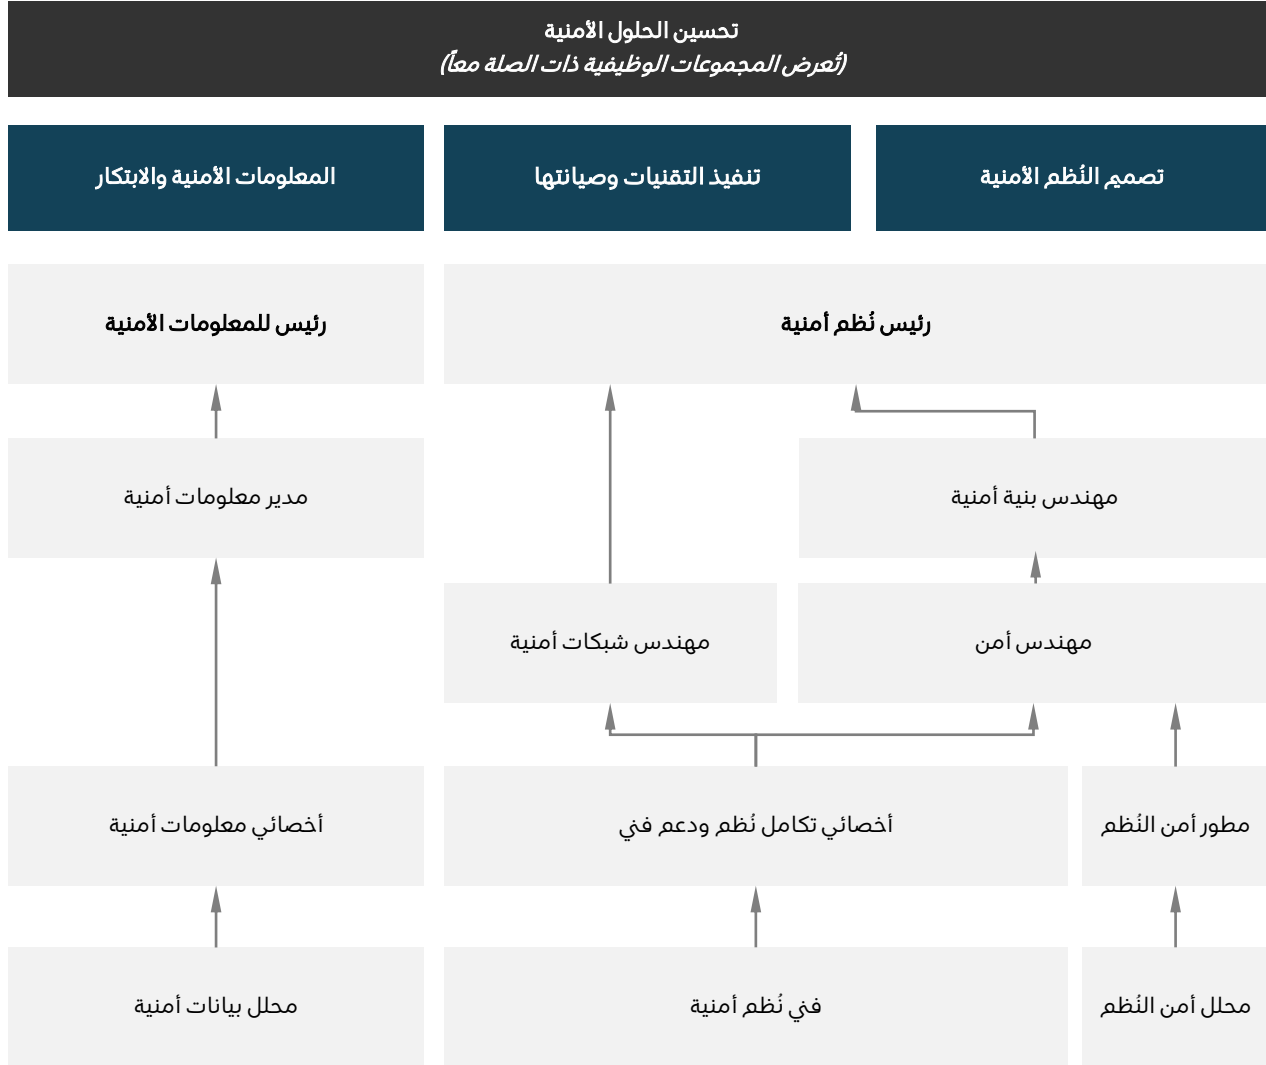 تحسين الحلول الأمنية
(تُعرض المجموعات الوظيفية ذات الصلة معاً)
تصميم النُظم الأمنية
تنفيذ التقنيات وصيانتها
المعلومات الأمنية والابتكار
رئيس نُظم أمنية
رئيس للمعلومات الأمنية
مهندس بنية أمنية
مدير معلومات أمنية
مهندس أمن
مهندس شبكات أمنية
مطور أمن النُظم
أخصائي تكامل نُظم ودعم فني
أخصائي معلومات أمنية
محلل أمن النُظم
فني نُظم أمنية
محلل بيانات أمنية